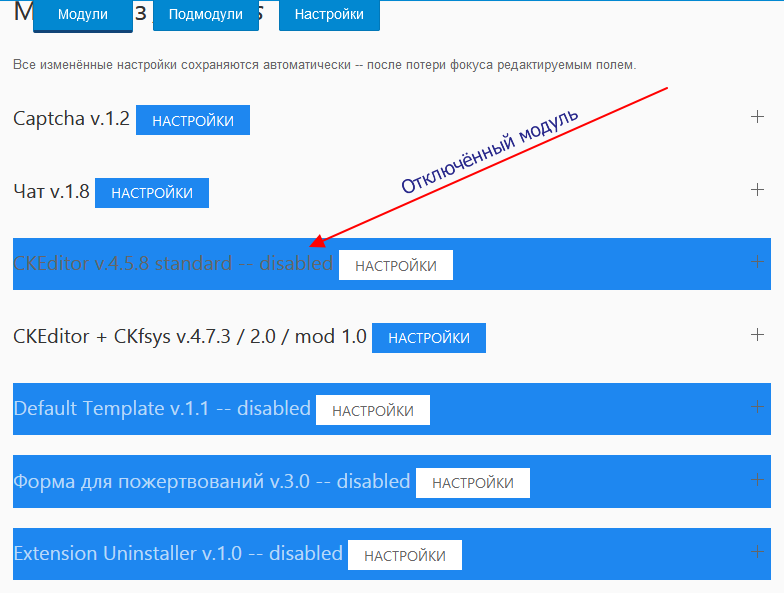 Модули
Подмодули
Настройки
Все изменённые настройки сохраняются автоматически -- после потери фокуса редактируемым полем.
Captcha v.1.2 НАСТРОЙКИ
Отключённый модуль
Чат v.1.8 НАСТРОЙКИ
CKEditor v.4.5.8 standard -- disabled НАСТРОЙКИ
CKEditor + CKfsys v.4.7.3 / 2.0 / mod 1.0 НАСТРОЙКИ
Default Template v.1.1 -- disabled НАСТРОЙКИ
Форма для пожертвований v.3.0 -- disabled НАСТРОЙКИ
Extension Uninstaller v.1.0 -- disabled НАСТРОЙКИ